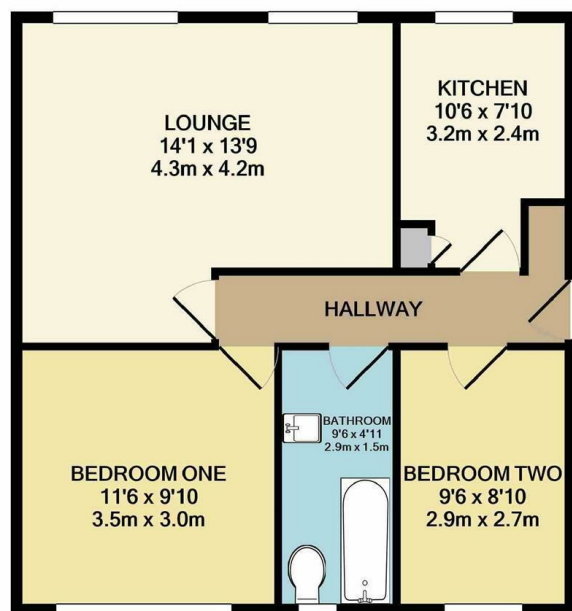 LOUNGE
14'1 x 13'9
4.3m x 4.2m
KITCHEN
10'6 x 7'10
3.2m x 2.4m
HALLWAY
BEDROOM ONE
11'6 x 9'10
3.5m x 3.0m
BATHROOM
9'6 x 4'11
2.9m x 1.5m
BEDROOM TWO
9'6 x 8'10
2.9m x 2.7m